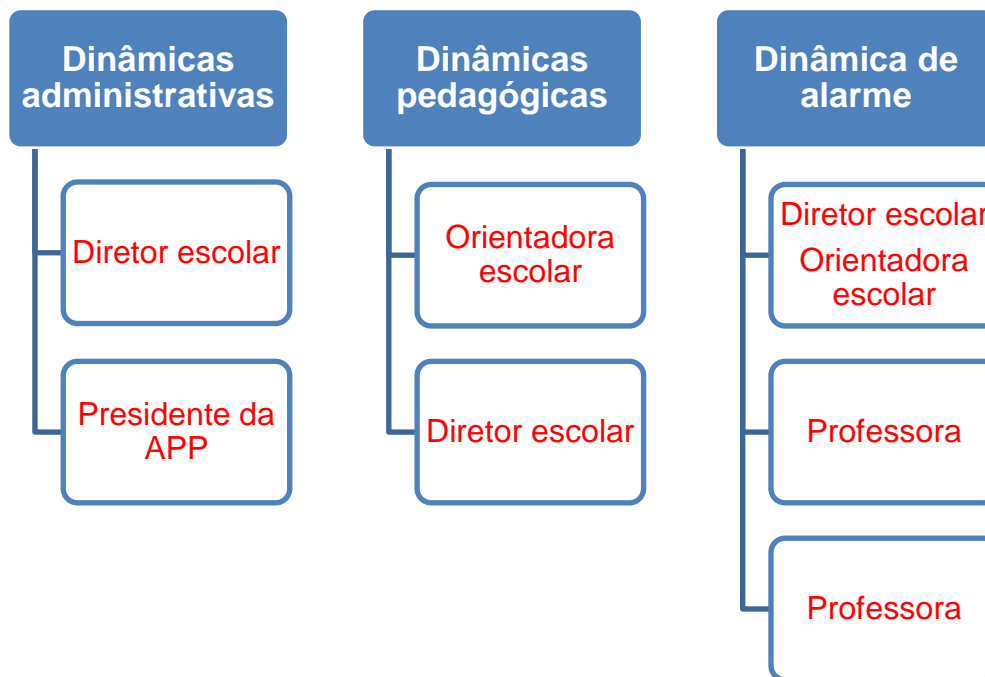 Dinâmicas
administrativas
Diretor escolar
Presidente da
APP
Dinâmicas
pedagógicas
Orientadora
escolar
Diretor escolar
Dinâmica de
alarme
Diretor escolar
Orientadora
escolar
Professora
Professora